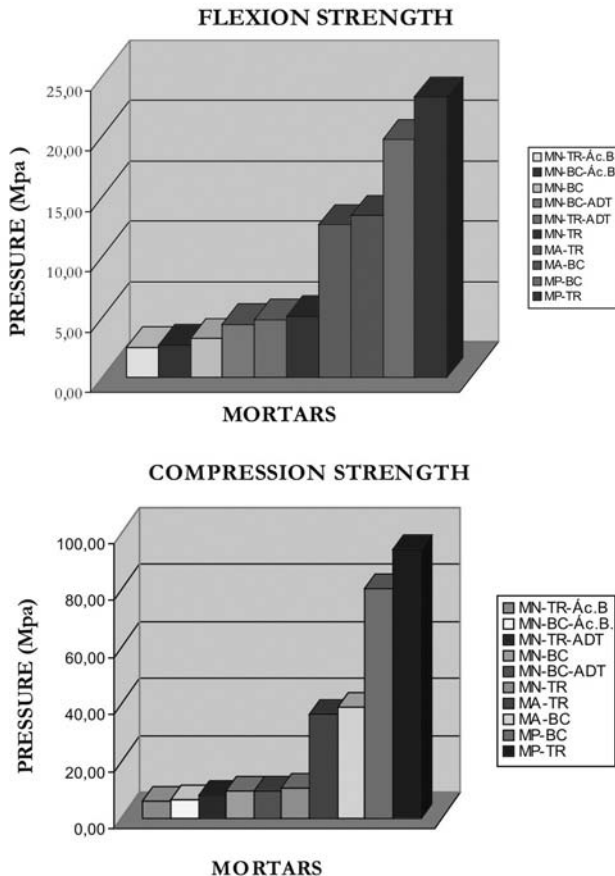 FLEXION STRENGTH
PRESSURE (Mpa )
25,00
20,00
15,00
10,00
5,00
0,00
MORTARS
MN-TR-Ác.B
MN-BC-Ác.B
MN-BC
MN-BC-ADT
MN-TR-ADT
MN-TR
MA-TR
MA-BC
MP-BC
MP-TR
COMPRESSION STRENGTH
PRESSURE (Mpa)
100,00
80,00
60,00
40,00
20,00
0,00
MORTARS
MN-TR-Ác.B
MN-BC-Ác.B.
MN-TR-ADT
MN-BC
MN-BC-ADT
MN-TR
MA-TR
MA-BC
MP-BC
MP-TR